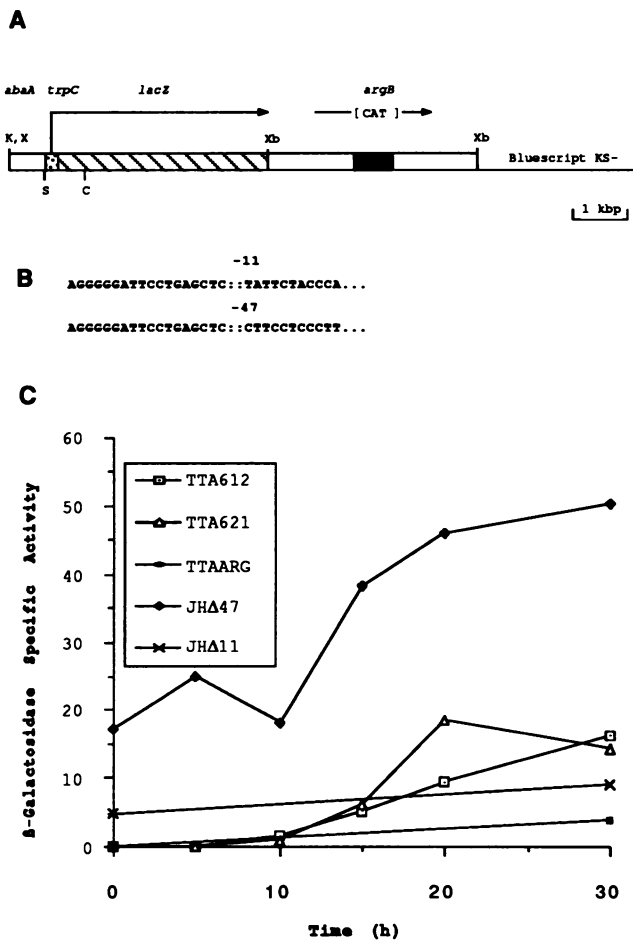 A
abaA trpC lacZ argB
[CAT]
K,X Xb Xb
Bluescript KS-
S C
1 kbp
B
-11
AGGGGGATTCCTGAGCTC::TATTCTACCCA...
-47
AGGGGGATTCCTGAGCTC::CTTCCTCCCTT...
C
ß-Galactosidase Specific Activity
60
50
40
30
20
10
0
TTA612
TTA621
TTAARG
JHΔ47
JHΔ11
0 10 20 30
Time (h)